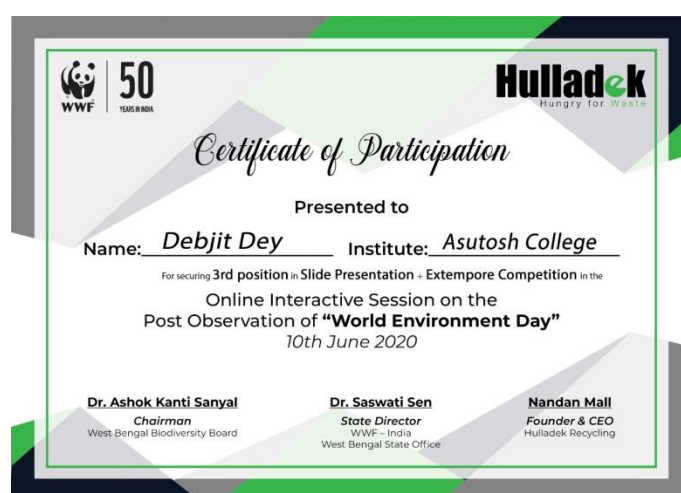 WWF
50
YEARS IN INDIA
Hulladek
Hungry for Waste
Certificate of Participation
Presented to
Name: Debjit Dey Institute: Asutosh College
For securing 3rd position in Slide Presentation + Extempore Competition in the
Online Interactive Session on the
Post Observation of “World Environment Day”
10th June 2020
Dr. Ashok Kanti Sanyal
Chairman
West Bengal Biodiversity Board
Dr. Saswati Sen
State Director
WWF – India
West Bengal State Office
Nandan Mall
Founder & CEO
Hulladek Recycling